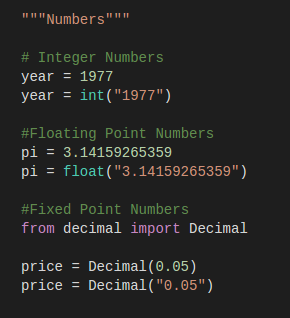 """Numbers"""
# Integer Numbers
year = 1977
year = int("1977")
#Floating Point Numbers
pi = 3.14159265359
pi = float("3.14159265359")
#Fixed Point Numbers
from decimal import Decimal
price = Decimal(0.05)
price = Decimal("0.05")